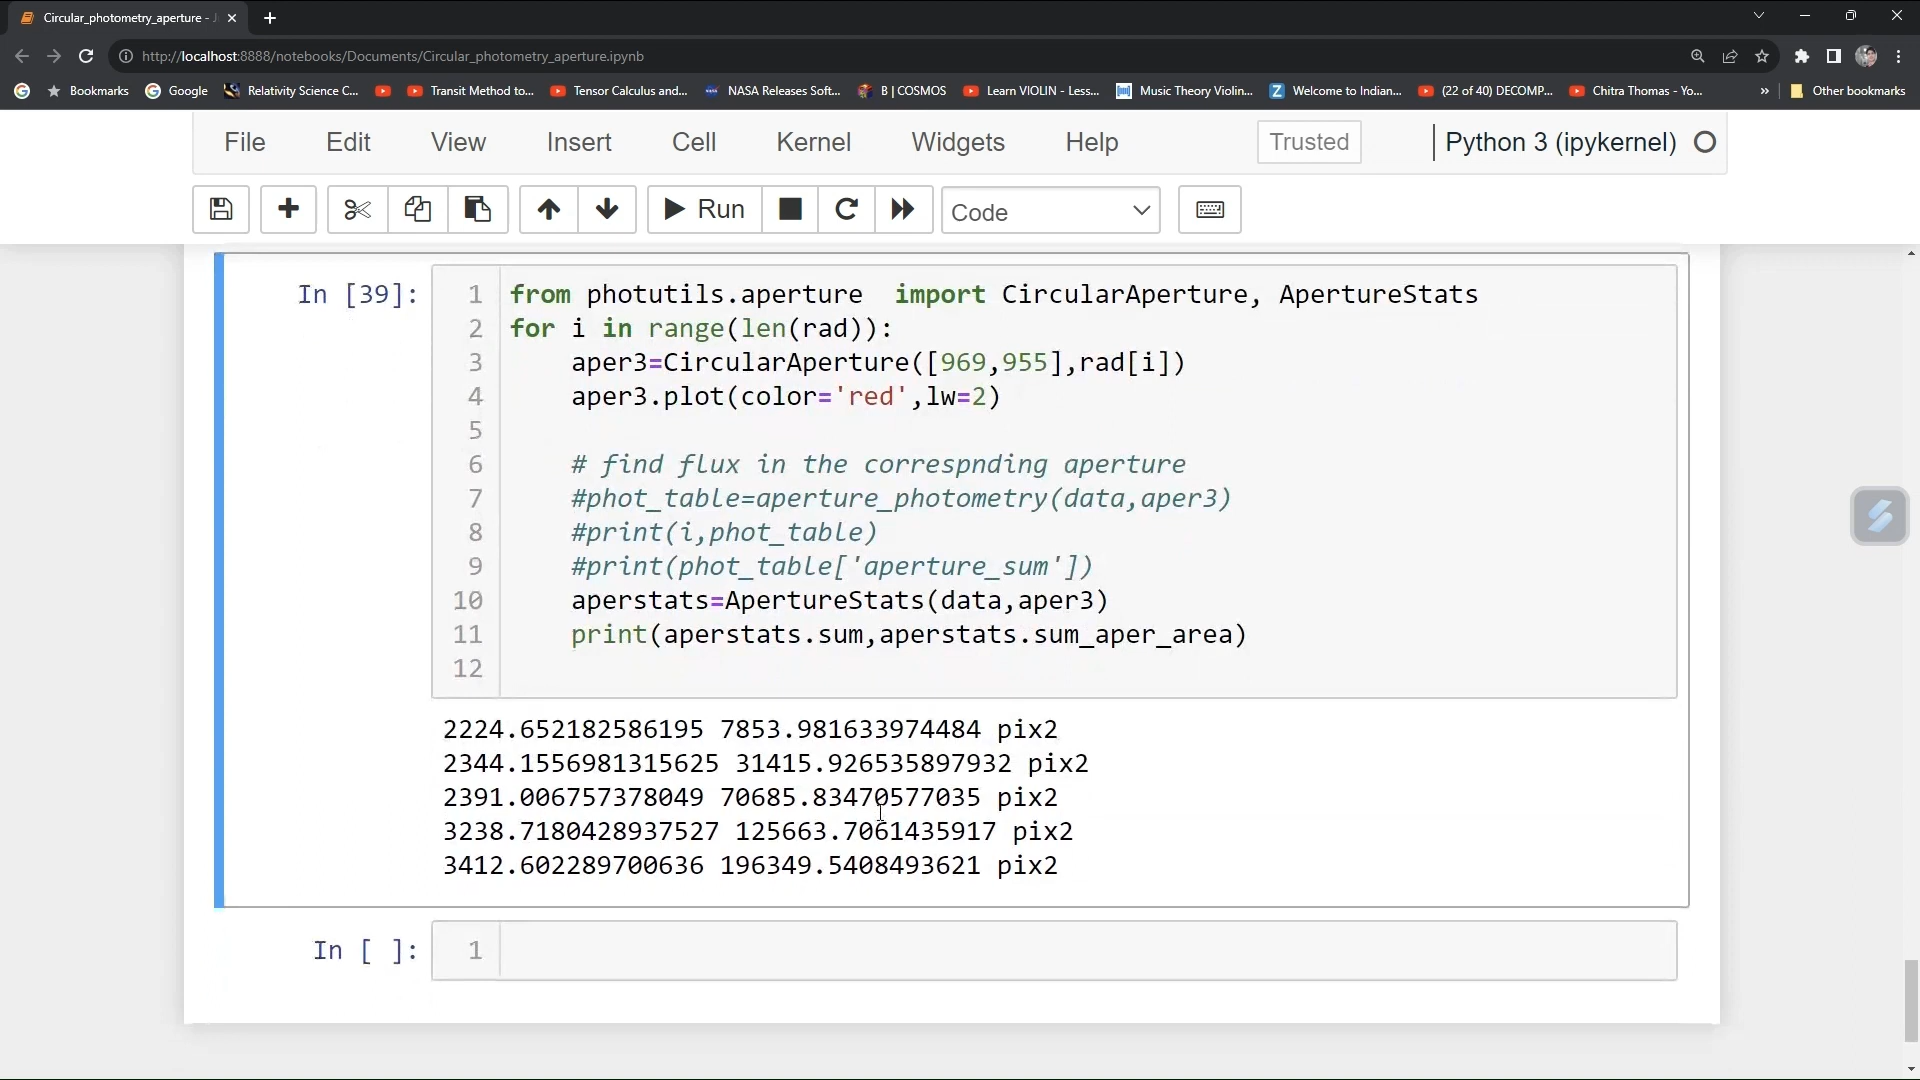 Circular_photometry_aperture - J
http://localhost:8888/notebooks/Documents/Circular_photometry_aperture.ipynb
Bookmarks Google Relativity Science C... Transit Method to... Tensor Calculus and... NASA Releases Soft... B | COSMOS Learn VIOLIN - Less... Music Theory Violin... Welcome to Indian... (22 of 40) DECOMP... Chitra Thomas - Yo... » Other bookmarks
File Edit View Insert Cell Kernel Widgets Help Trusted Python 3 (ipykernel)
Run Code
In [39]:
1 from photutils.aperture  import CircularAperture, ApertureStats
2 for i in range(len(rad)):
3     aper3=CircularAperture([969,955],rad[i])
4     aper3.plot(color='red',lw=2)
5
6     # find flux in the correspnding aperture
7     #phot_table=aperture_photometry(data,aper3)
8     #print(i,phot_table)
9     #print(phot_table['aperture_sum'])
10     aperstats=ApertureStats(data,aper3)
11     print(aperstats.sum,aperstats.sum_aper_area)
12
2224.652182586195 7853.981633974484 pix2
2344.1556981315625 31415.926535897932 pix2
2391.006757378049 70685.83470577035 pix2
3238.7180428937527 125663.7061435917 pix2
3412.602289700636 196349.5408493621 pix2
In [ ]: 1